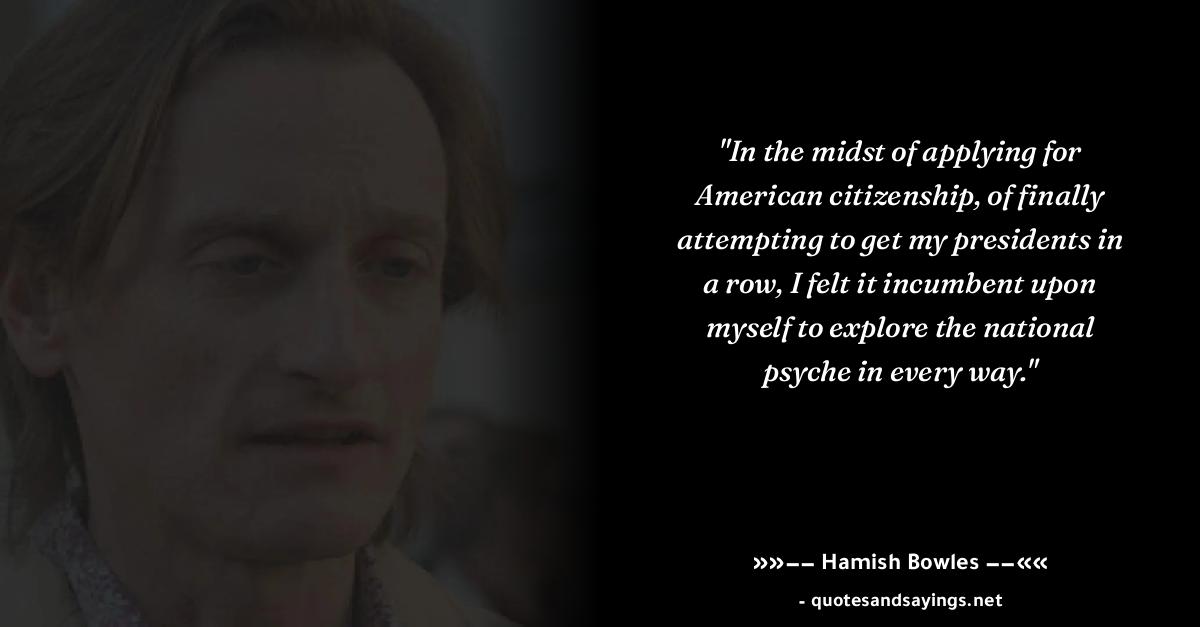 "In the midst of applying for
American citizenship, of finally
attempting to get my presidents in
a row, I felt it incumbent upon
myself to explore the national
psyche in every way."
»»−− Hamish Bowles −−««
- quotesandsayings.net